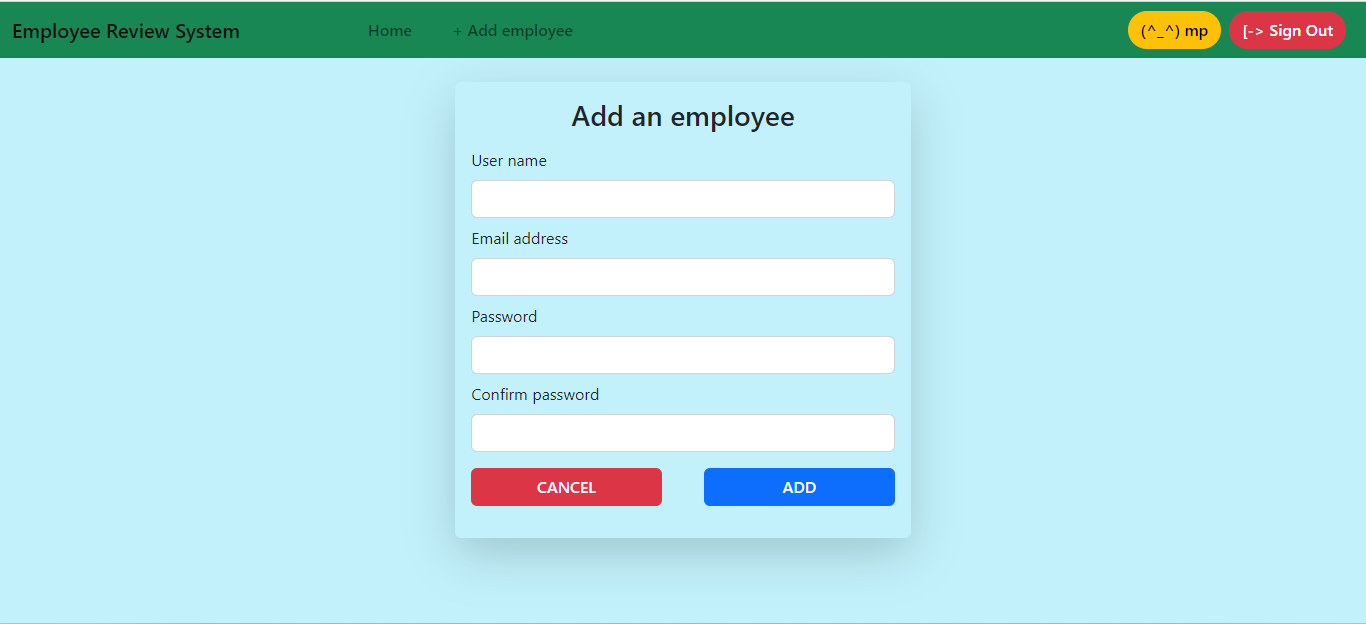 Employee Review System Home + Add employee (^_^) mp [-> Sign Out
Add an employee
User name
Email address
Password
Confirm password
CANCEL ADD